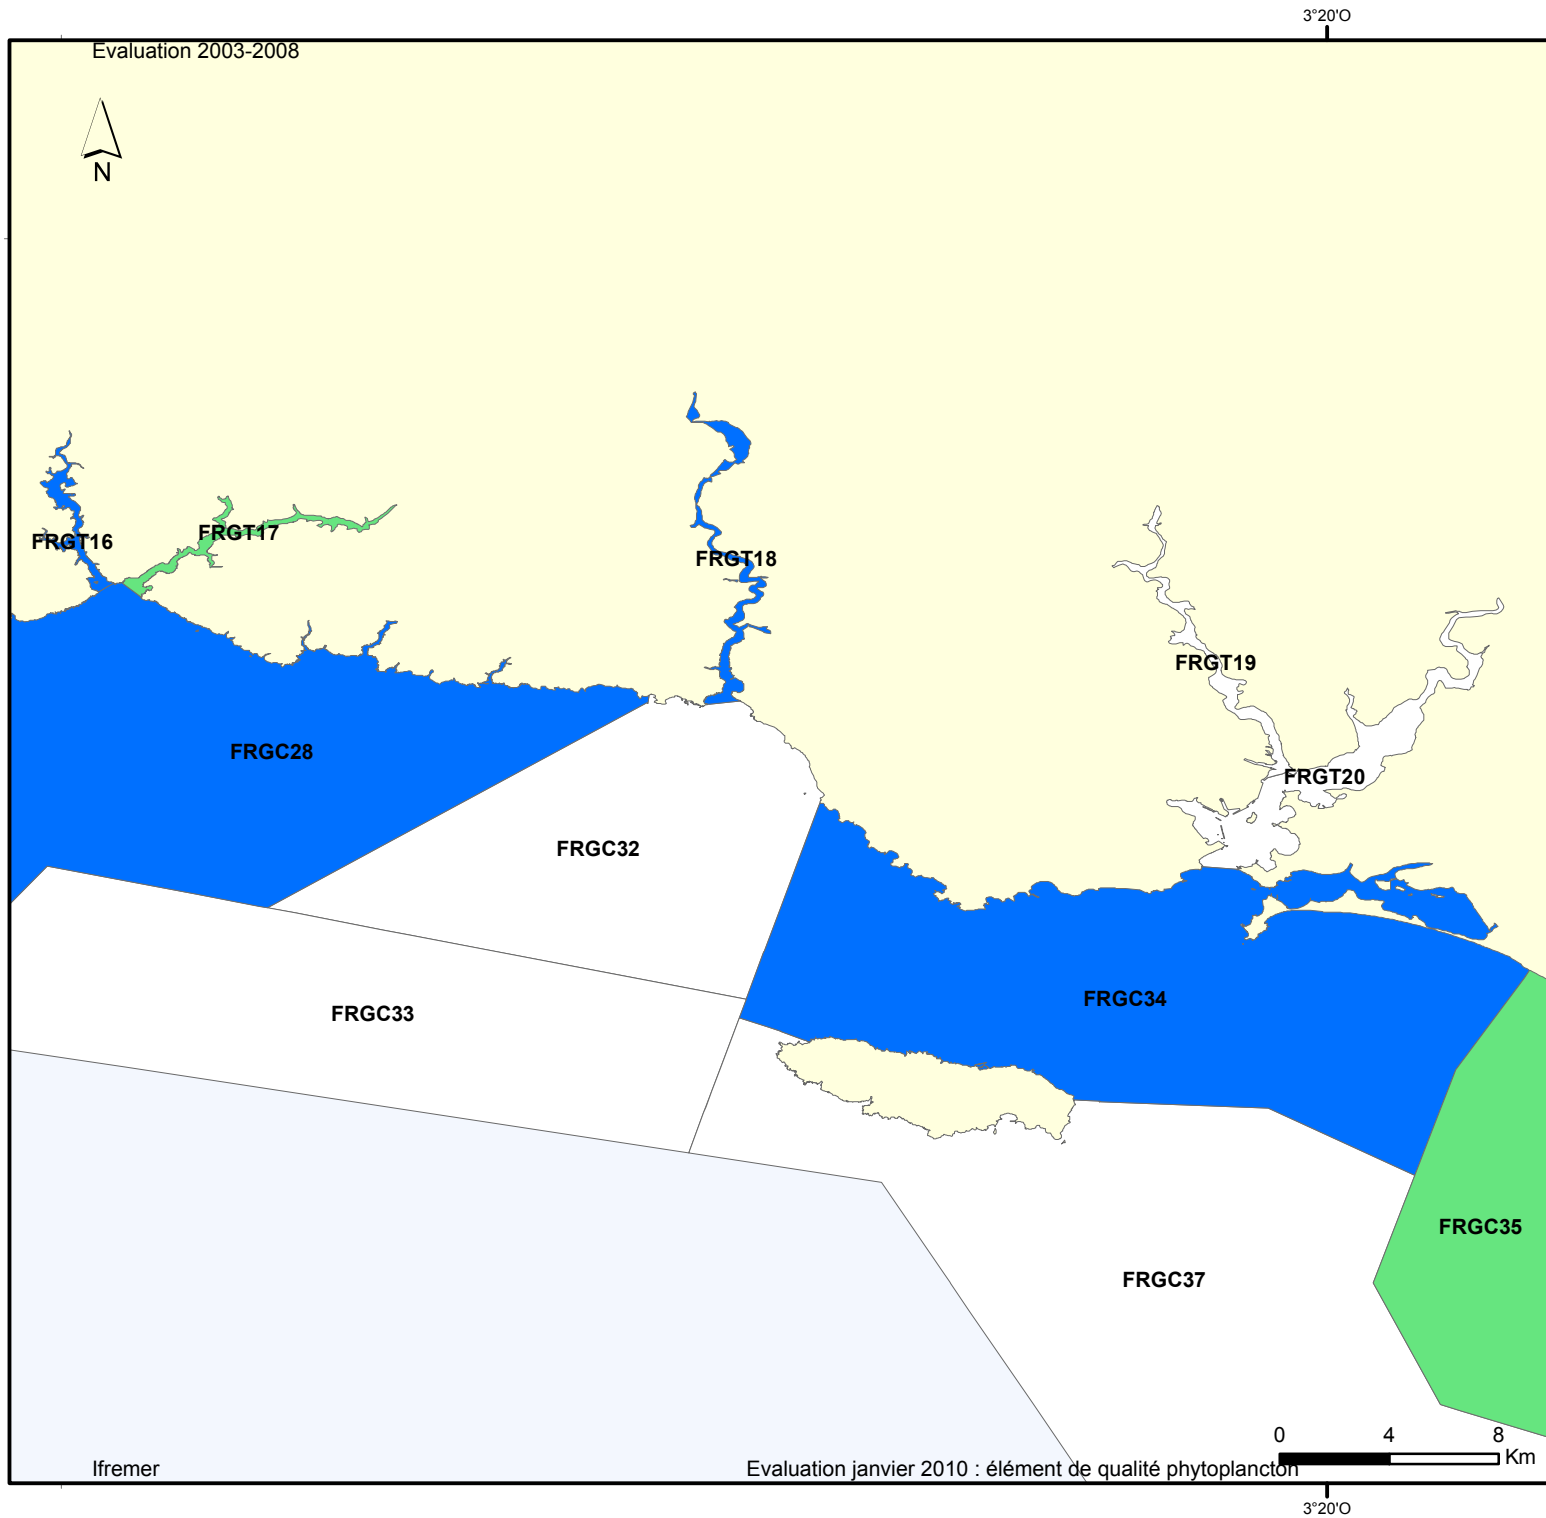 3°20'O
Evaluation 2003-2008
N
FRGT16
FRGT17
FRGT18
FRGT19
FRGT20
FRGC28
FRGC32
FRGC34
FRGC33
FRGC35
FRGC37
0 4 8
Km
Ifremer
Evaluation janvier 2010 : élément de qualité phytoplancton
3°20'O